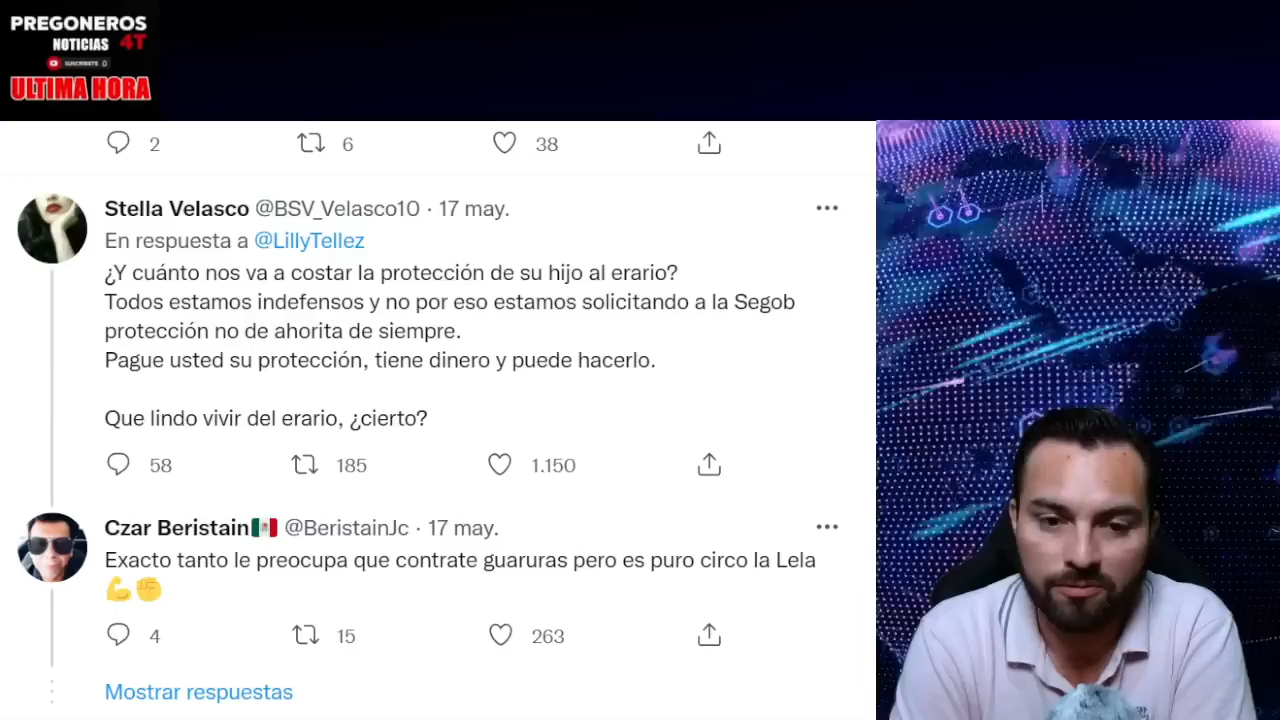 PREGONEROS
NOTICIAS 4T
SUSCRIBETE
ULTIMA HORA
2 6 38
Stella Velasco @BSV_Velasco10 · 17 may.
En respuesta a @LillyTellez
¿Y cuánto nos va a costar la protección de su hijo al erario?
Todos estamos indefensos y no por eso estamos solicitando a la Segob
protección no de ahorita de siempre.
Pague usted su protección, tiene dinero y puede hacerlo.
Que lindo vivir del erario, ¿cierto?
58 185 1.150
Czar Beristain🇲🇽 @BeristainJc · 17 may.
Exacto tanto le preocupa que contrate guaruras pero es puro circo la Lela
💪✊
4 15 263
Mostrar respuestas